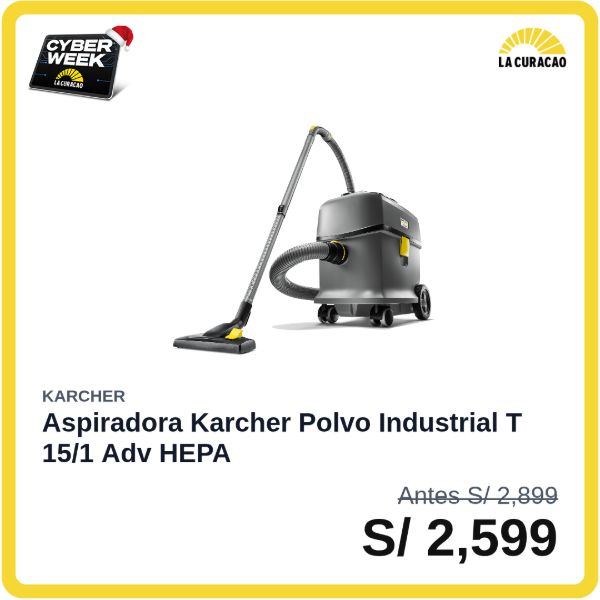 CYBER
WEEK
LA CURACAO
LA CURACAO
KARCHER
Aspiradora Karcher Polvo Industrial T
15/1 Adv HEPA
Antes S/ 2,899
S/ 2,599